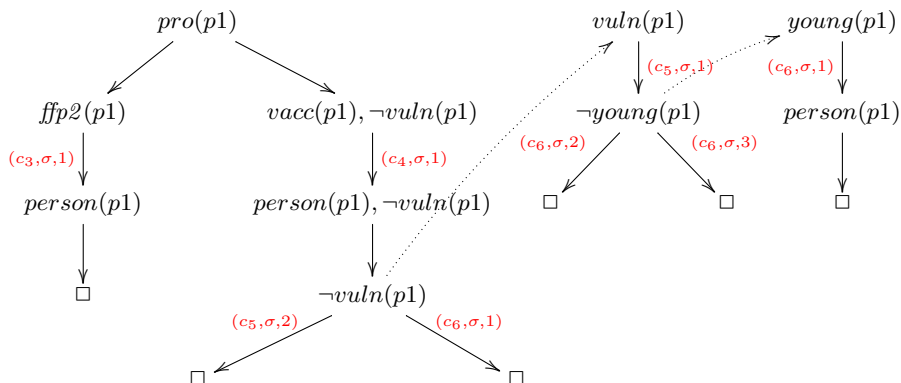 pro(p1) vuln(p1) young(p1)
(c₅,σ,1) (c₆,σ,1)
ffp2(p1) vacc(p1), ¬vuln(p1) ¬young(p1) person(p1)
(c₃,σ,1) (c₄,σ,1) (c₆,σ,2) (c₆,σ,3)
person(p1) person(p1), ¬vuln(p1) □ □ □
□ ¬vuln(p1)
(c₅,σ,2) (c₆,σ,1)
□ □